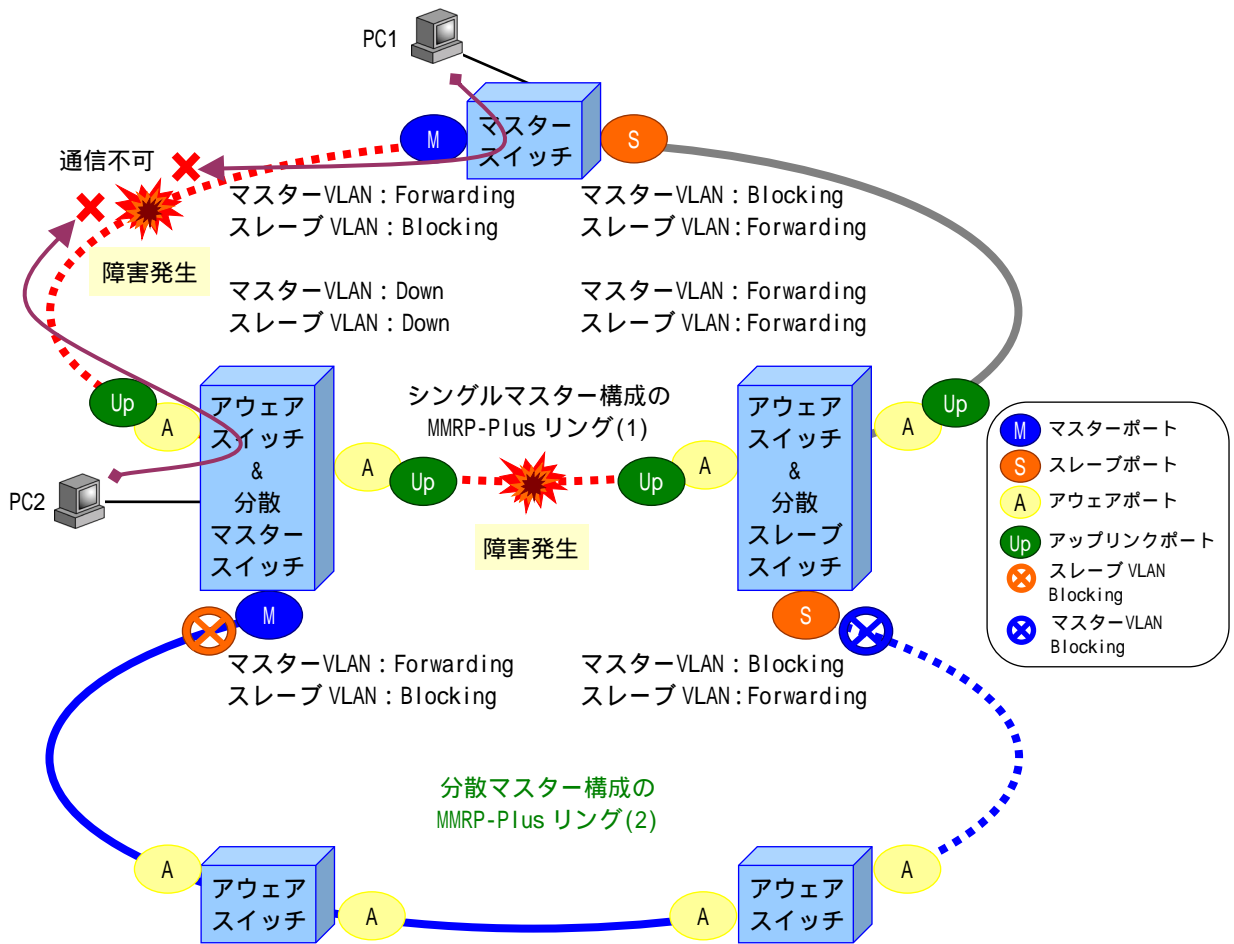 PC1
M
マスター
スイッチ
S
通信不可
マスターVLAN:Forwarding
スレーブ VLAN:Blocking
マスターVLAN:Blocking
スレーブ VLAN:Forwarding
障害発生
マスターVLAN:Down
スレーブ VLAN:Down
マスターVLAN:Forwarding
スレーブ VLAN:Forwarding
Up
A
アウェア
スイッチ
&
分散
マスター
スイッチ
シングルマスター構成の
MMRP-Plus リング(1)
A
Up
Up
A
障害発生
アウェア
スイッチ
&
分散
スレーブ
スイッチ
A
Up
PC2
M マスターポート
S スレーブポート
A アウェアポート
Up アップリンクポート
スレーブ VLAN
Blocking
マスターVLAN
Blocking
M
S
マスターVLAN:Forwarding
スレーブ VLAN:Blocking
マスターVLAN:Blocking
スレーブ VLAN:Forwarding
分散マスター構成の
MMRP-Plus リング(2)
A
アウェア
スイッチ
A
A
アウェア
スイッチ
A